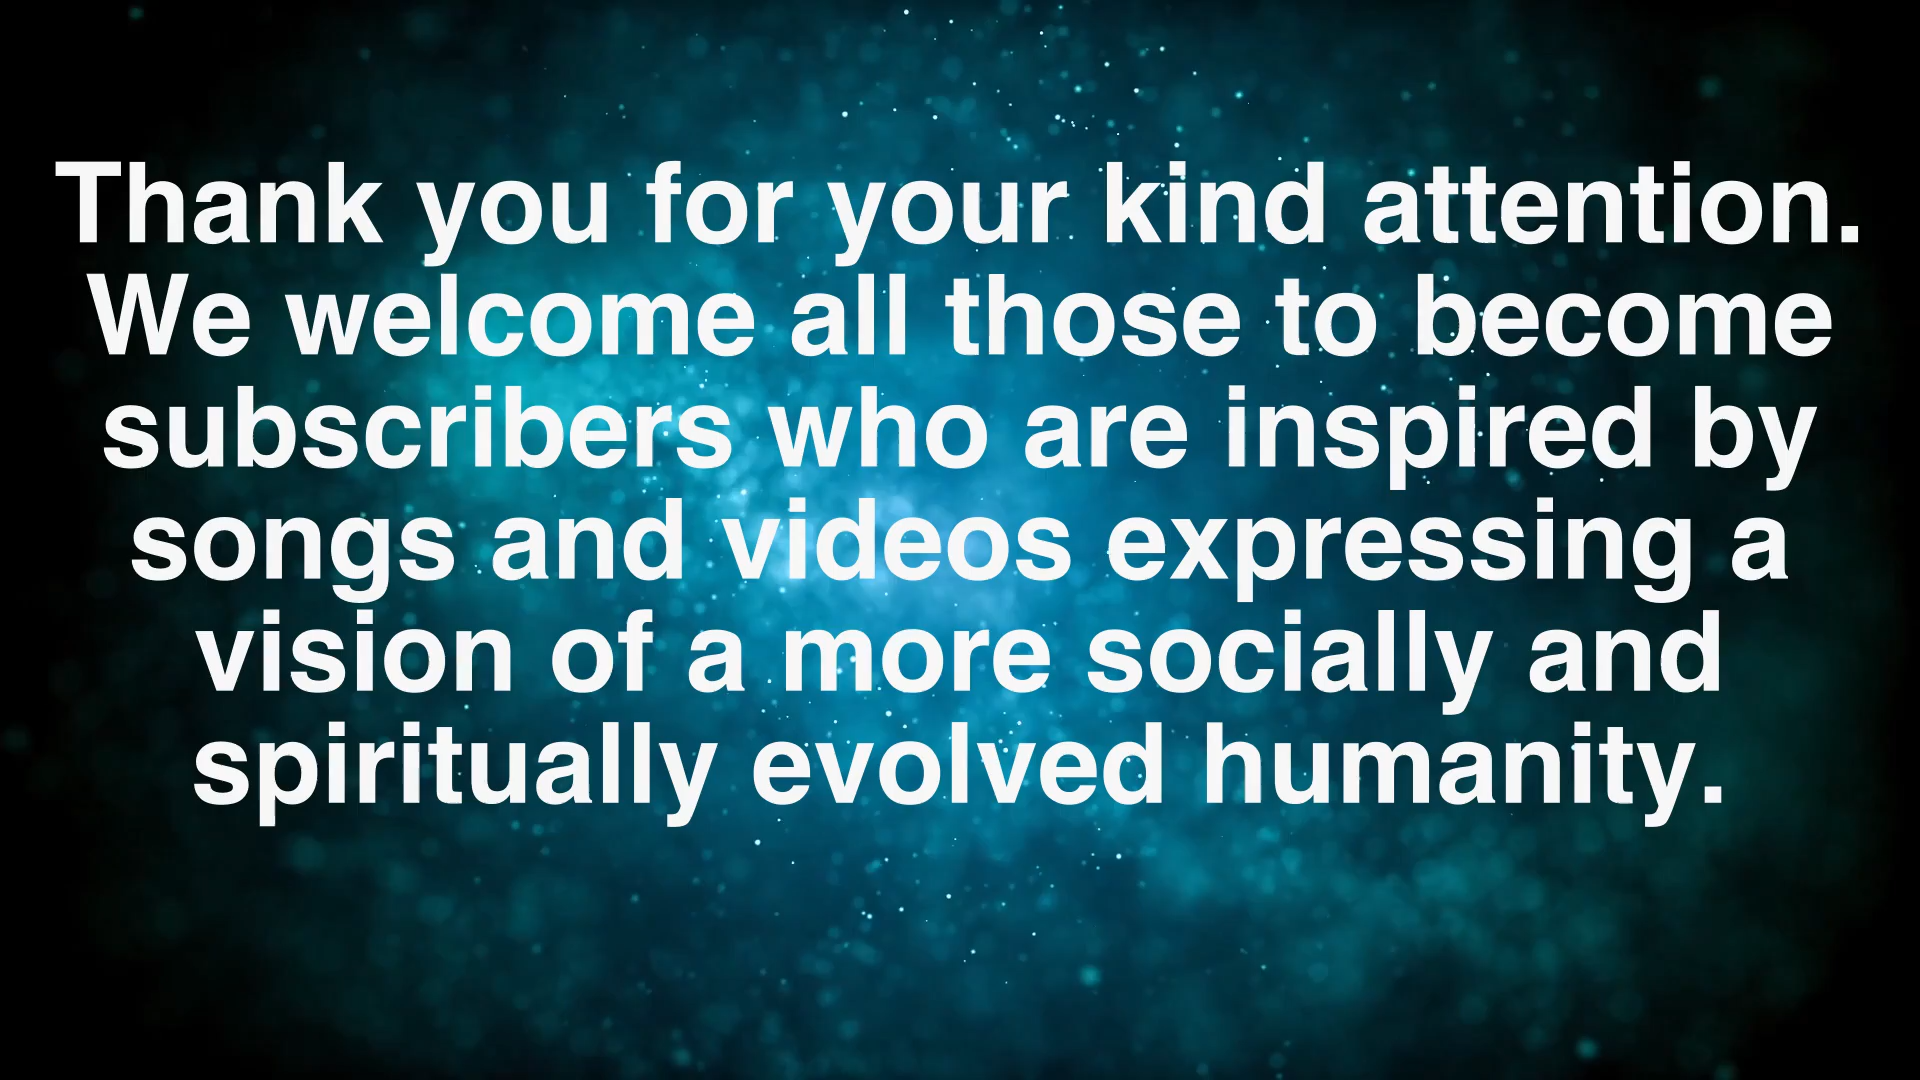 Thank you for your kind attention.
We welcome all those to become
subscribers who are inspired by
songs and videos expressing a
vision of a more socially and
spiritually evolved humanity.